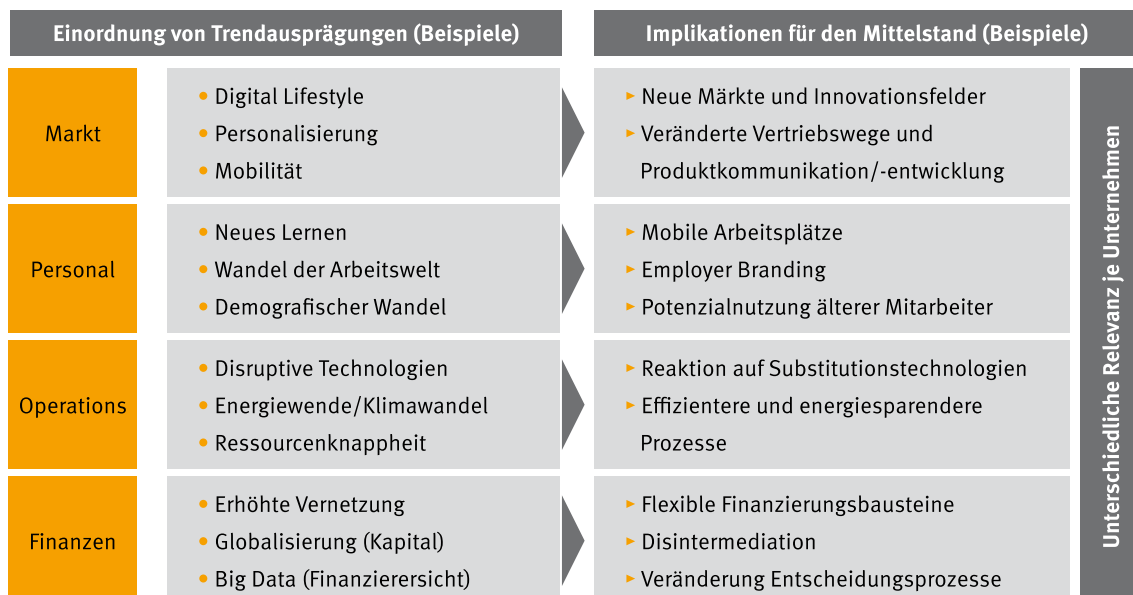 Einordnung von Trendausprägungen (Beispiele)
Implikationen für den Mittelstand (Beispiele)
Markt
• Digital Lifestyle
• Personalisierung
• Mobilität
► Neue Märkte und Innovationsfelder
► Veränderte Vertriebswege und
Produktkommunikation/-entwicklung
Personal
• Neues Lernen
• Wandel der Arbeitswelt
• Demografischer Wandel
► Mobile Arbeitsplätze
► Employer Branding
► Potenzialnutzung älterer Mitarbeiter
Operations
• Disruptive Technologien
• Energiewende/Klimawandel
• Ressourcenknappheit
► Reaktion auf Substitutionstechnologien
► Effizientere und energiesparendere
Prozesse
Finanzen
• Erhöhte Vernetzung
• Globalisierung (Kapital)
• Big Data (Finanzierersicht)
► Flexible Finanzierungsbausteine
► Disintermediation
► Veränderung Entscheidungsprozesse
Unterschiedliche Relevanz je Unternehmen